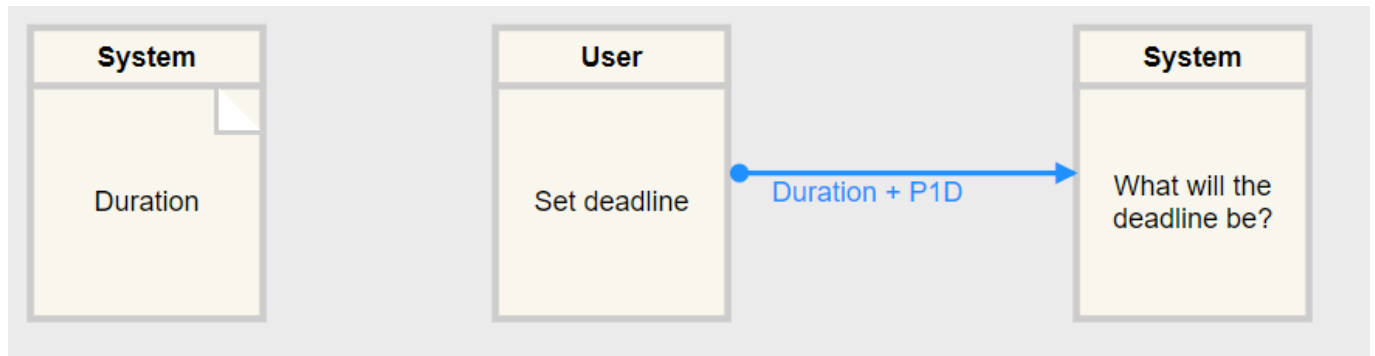 System
Duration
User
Set deadline
Duration + P1D
System
What will the
deadline be?